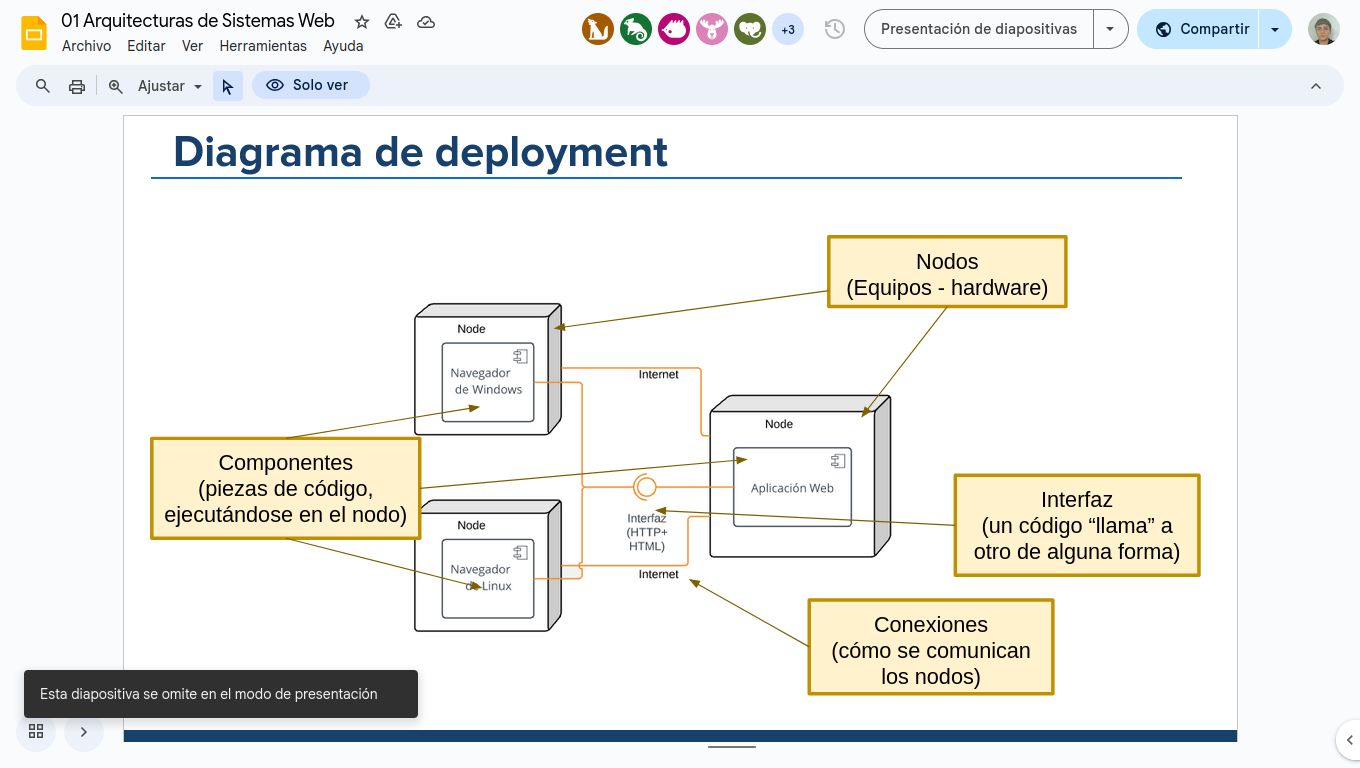 01 Arquitecturas de Sistemas Web
Archivo Editar Ver Herramientas Ayuda
+3
Presentación de diapositivas
Compartir
Ajustar
Solo ver
Diagrama de deployment
Nodos
(Equipos - hardware)
Node
Navegador
de Windows
Internet
Node
Aplicación Web
Componentes
(piezas de código,
ejecutándose en el nodo)
Interfaz
(un código “llama” a
otro de alguna forma)
Interfaz
(HTTP+
HTML)
Node
Navegador
de Linux
Internet
Conexiones
(cómo se comunican
los nodos)
Esta diapositiva se omite en el modo de presentación